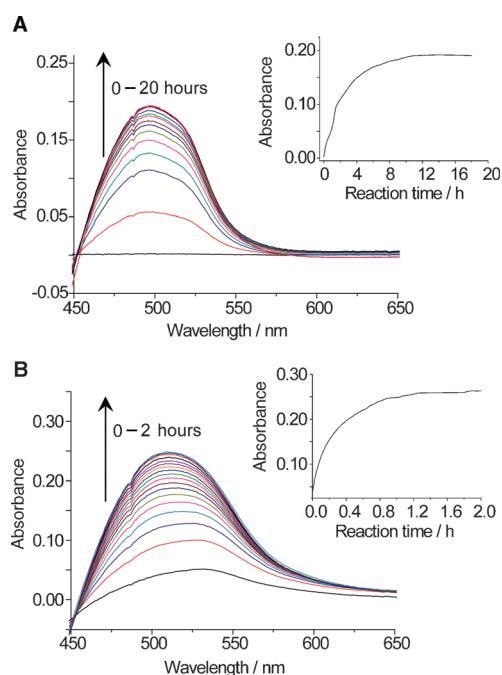 A
0–20 hours
Absorbance
0.25
0.15
0.05
-0.05
450 500 550 600 650
Wavelength / nm
Absorbance
0.20
0.10
0.00
0 4 8 12 16 20
Reaction time / h
B
0–2 hours
Absorbance
0.30
0.20
0.10
0.00
450 500 550 600 650
Wavelength / nm
Absorbance
0.30
0.20
0.10
0.0 0.4 0.8 1.2 1.6 2.0
Reaction time / h